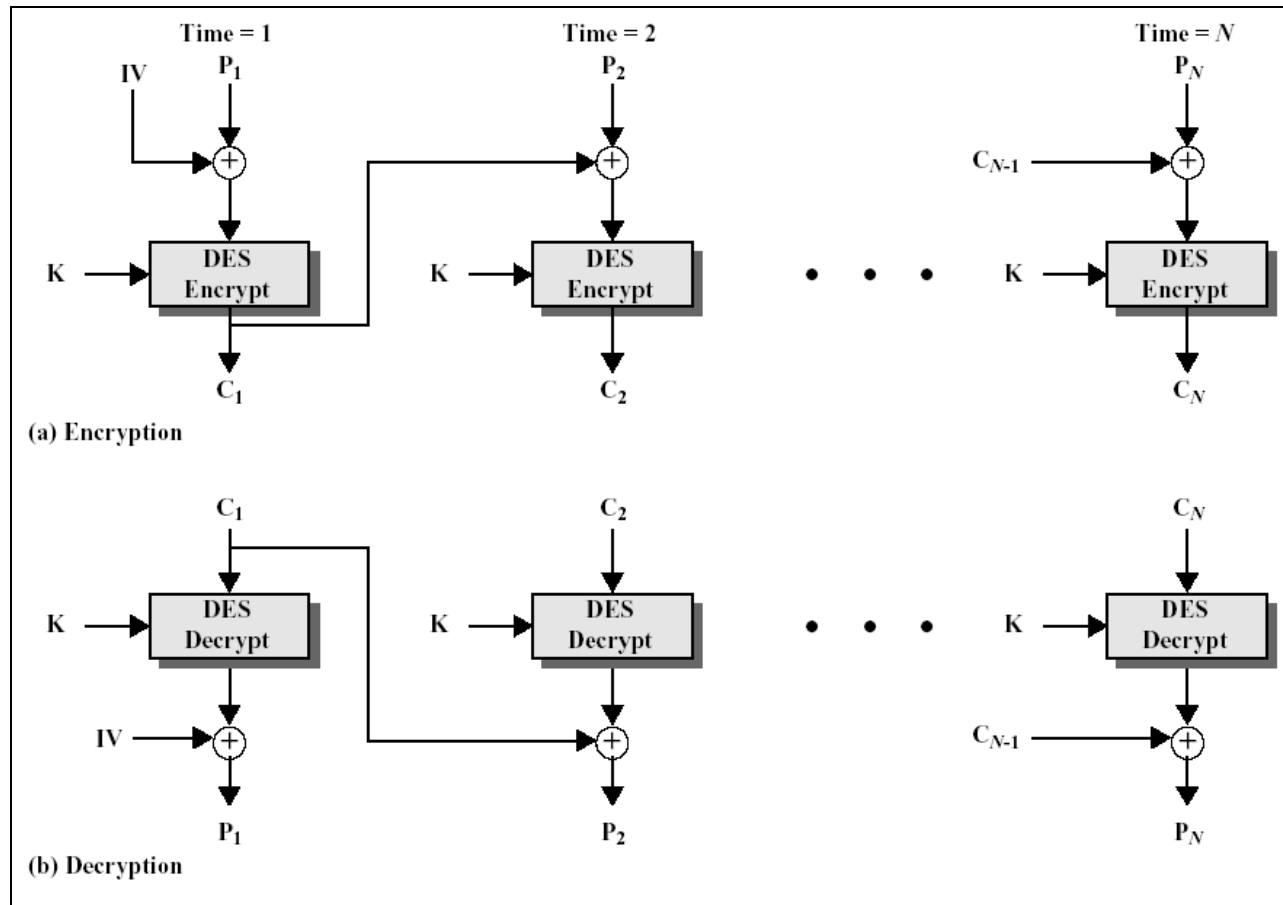 Time = 1 Time = 2 Time = N
IV P1 P2 PN
CN-1
K DES Encrypt K DES Encrypt K DES Encrypt
C1 C2 CN
(a) Encryption
C1 C2 CN
K DES Decrypt K DES Decrypt K DES Decrypt
IV CN-1
P1 P2 PN
(b) Decryption